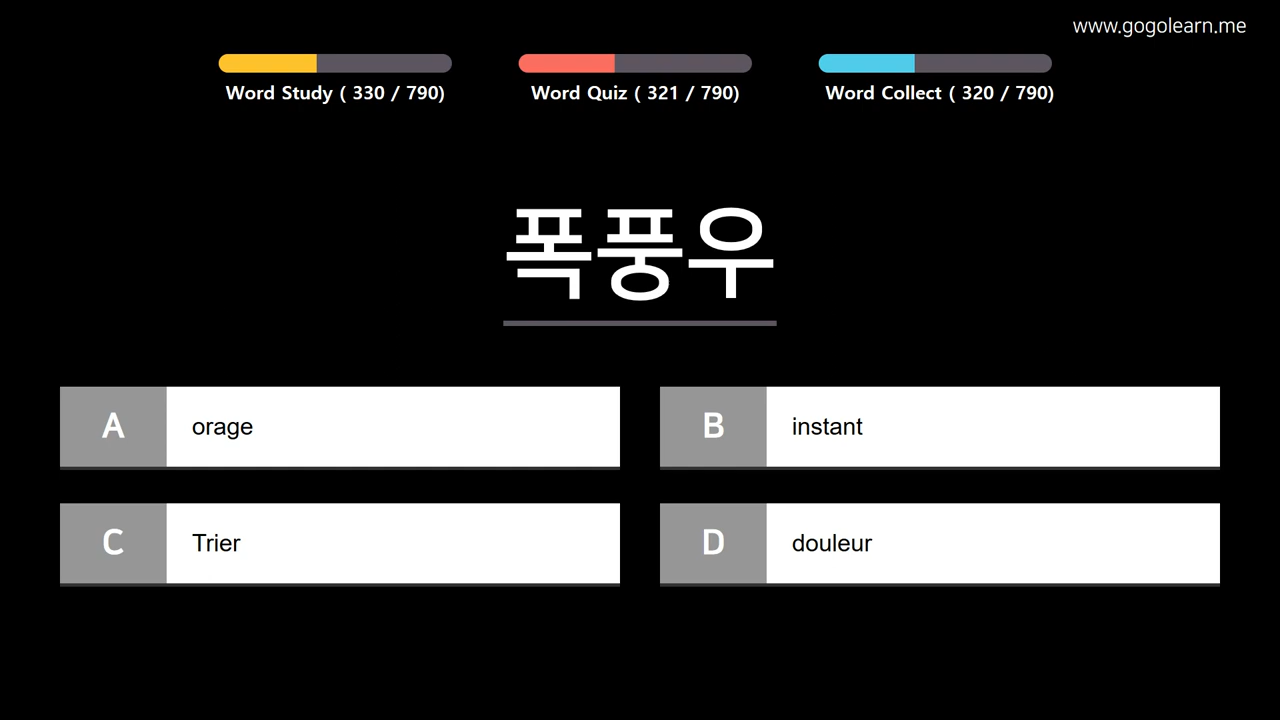 www.gogolearn.me
Word Study ( 330 / 790)
Word Quiz ( 321 / 790)
Word Collect ( 320 / 790)
폭풍우
A orage
B instant
C Trier
D douleur